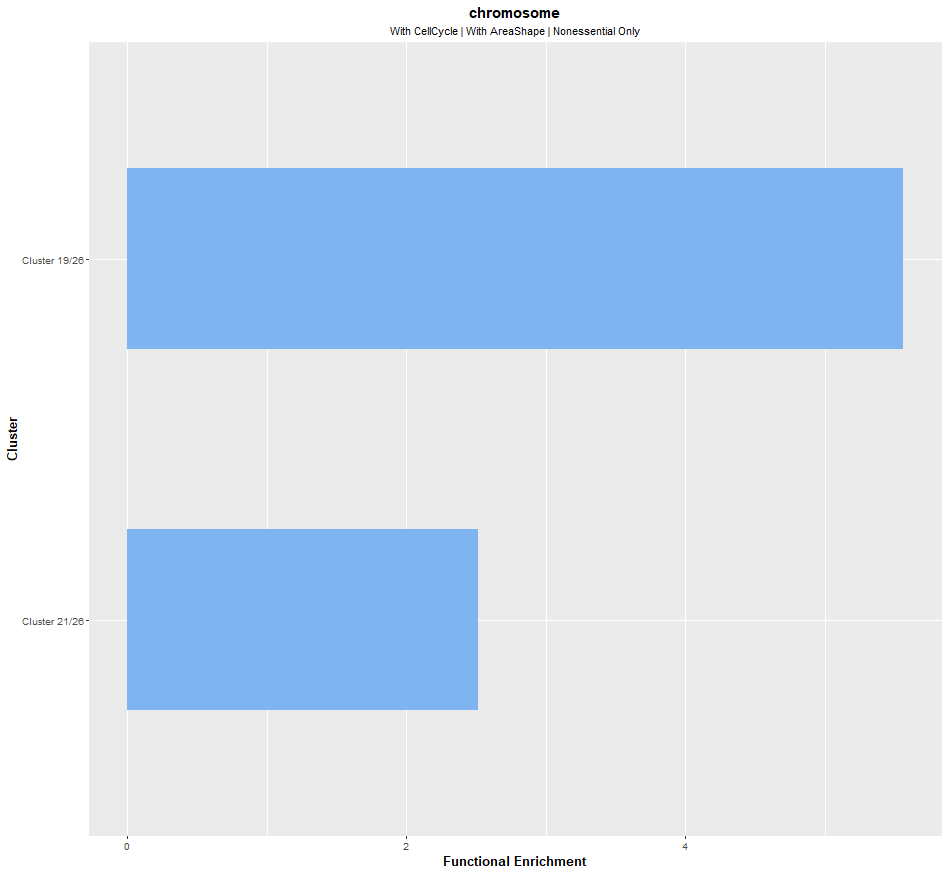 chromosome
With CellCycle | With AreaShape | Nonessential Only
Cluster
Cluster 19/26
Cluster 21/26
0 2 4
Functional Enrichment